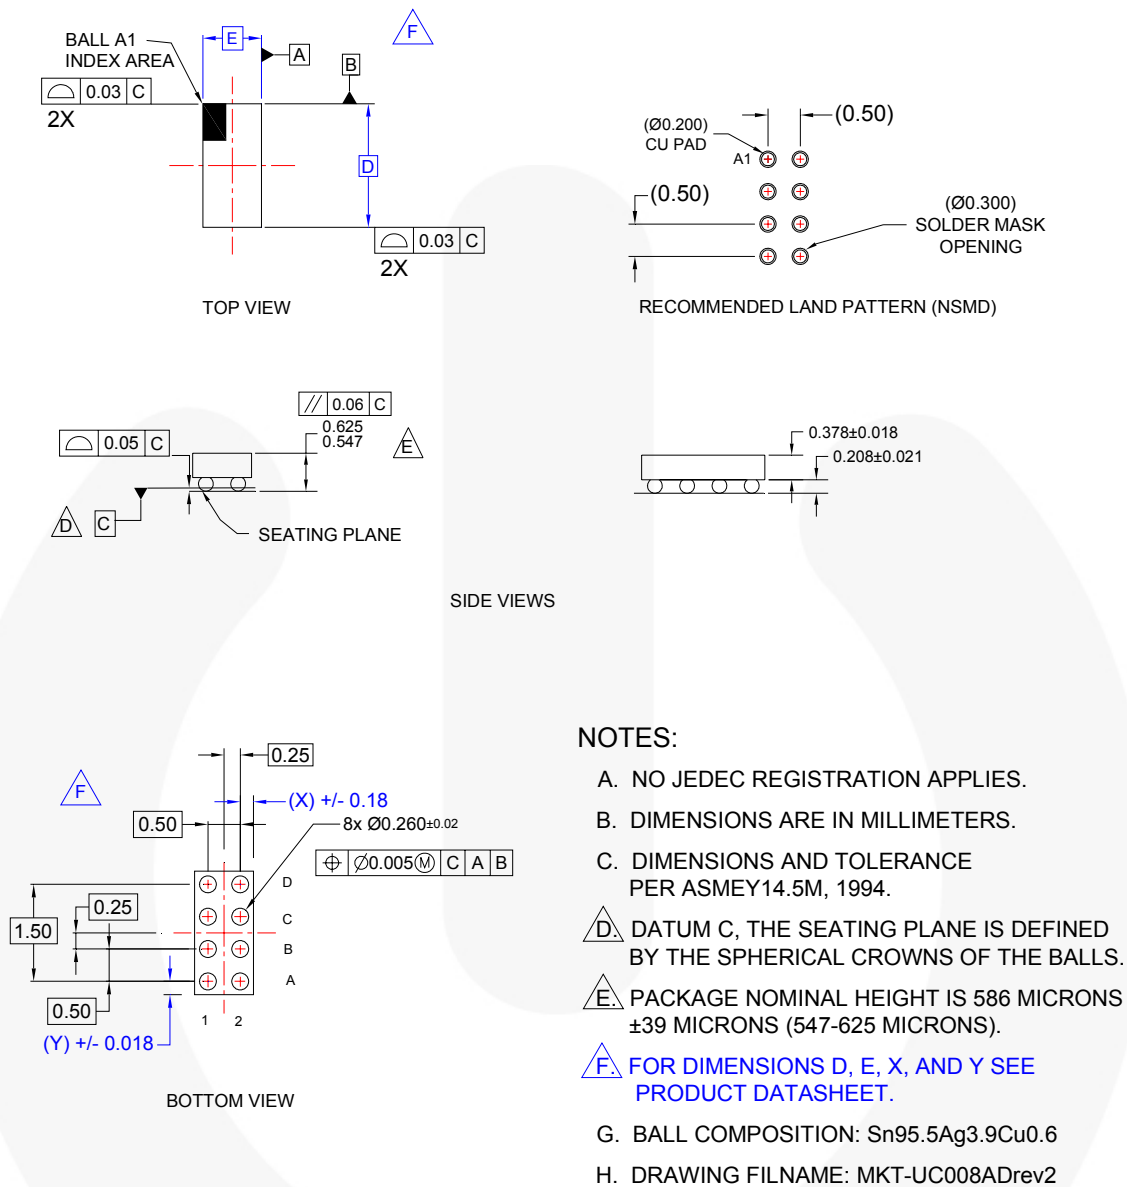 BALL A1
INDEX AREA
E
A
B
F
0.03 C
2X
D
0.03 C
2X
TOP VIEW
(0.50)
(Ø0.200)
CU PAD
A1
(0.50)
(Ø0.300)
SOLDER MASK
OPENING
RECOMMENDED LAND PATTERN (NSMD)
// 0.06 C
0.625
0.547
E
0.05 C
D
C
SEATING PLANE
0.378±0.018
0.208±0.021
SIDE VIEWS
0.25
F
(X) +/- 0.18
0.50
8x Ø0.260±0.02
⌖ Ø0.005Ⓜ C A B
D
C
B
A
0.25
1.50
0.50
1 2
(Y) +/- 0.018
BOTTOM VIEW
NOTES:
A. NO JEDEC REGISTRATION APPLIES.
B. DIMENSIONS ARE IN MILLIMETERS.
C. DIMENSIONS AND TOLERANCE
PER ASMEY14.5M, 1994.
D. DATUM C, THE SEATING PLANE IS DEFINED
BY THE SPHERICAL CROWNS OF THE BALLS.
E. PACKAGE NOMINAL HEIGHT IS 586 MICRONS
±39 MICRONS (547-625 MICRONS).
F. FOR DIMENSIONS D, E, X, AND Y SEE
PRODUCT DATASHEET.
G. BALL COMPOSITION: Sn95.5Ag3.9Cu0.6
H. DRAWING FILNAME: MKT-UC008ADrev2